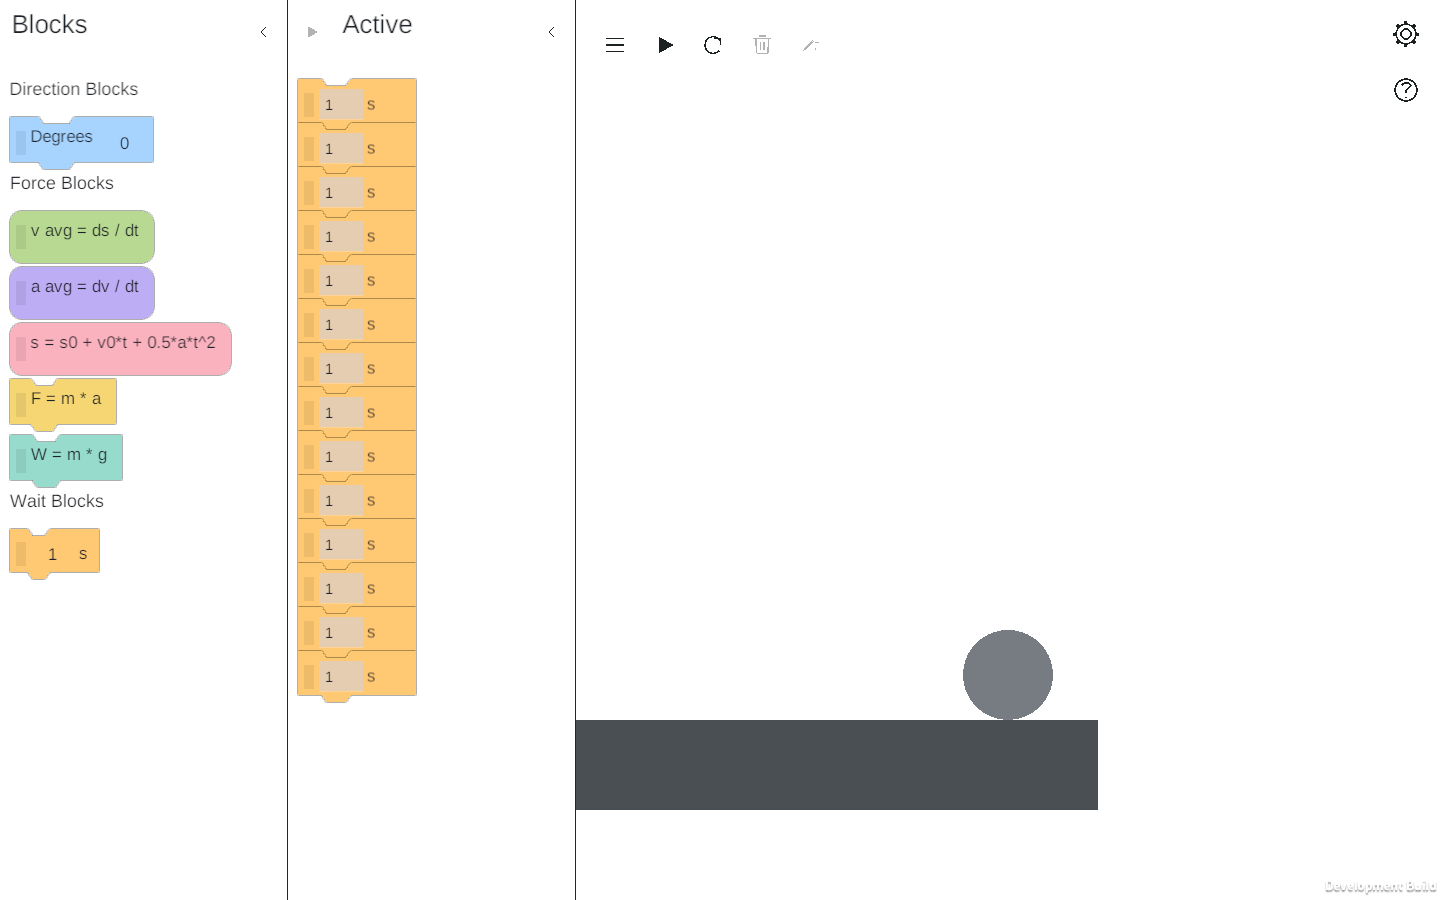 Blocks
Direction Blocks
Degrees 0
Force Blocks
v avg = ds / dt
a avg = dv / dt
s = s0 + v0*t + 0.5*a*t^2
F = m * a
W = m * g
Wait Blocks
1 s
Active
1 s
1 s
1 s
1 s
1 s
1 s
1 s
1 s
1 s
1 s
1 s
1 s
1 s
1 s
Development Build